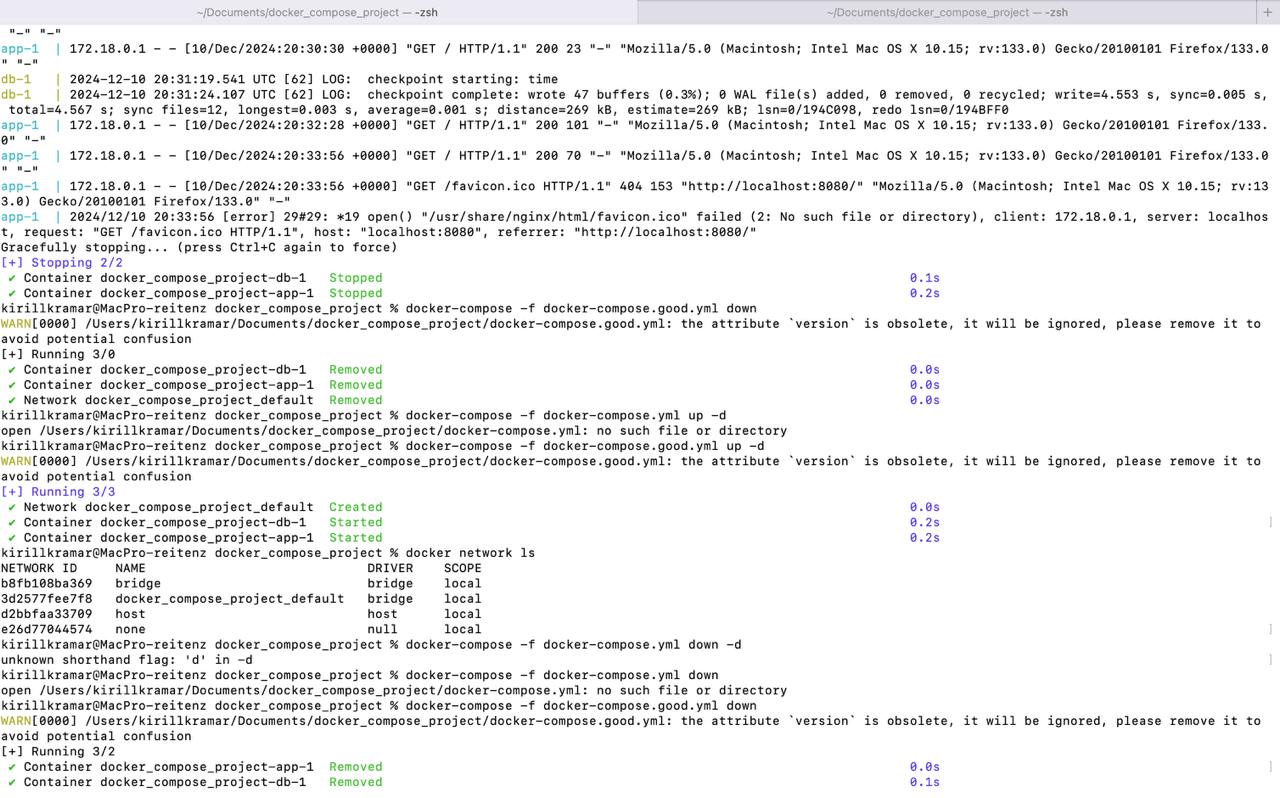 ~/Documents/docker_compose_project — -zsh
~/Documents/docker_compose_project — -zsh
+
"-" "-"
app-1  | 172.18.0.1 - - [10/Dec/2024:20:30:30 +0000] "GET / HTTP/1.1" 200 23 "-" "Mozilla/5.0 (Macintosh; Intel Mac OS X 10.15; rv:133.0) Gecko/20100101 Firefox/133.0
" "-"
db-1   | 2024-12-10 20:31:19.541 UTC [62] LOG:  checkpoint starting: time
db-1   | 2024-12-10 20:31:24.107 UTC [62] LOG:  checkpoint complete: wrote 47 buffers (0.3%); 0 WAL file(s) added, 0 removed, 0 recycled; write=4.553 s, sync=0.005 s,
 total=4.567 s; sync files=12, longest=0.003 s, average=0.001 s; distance=269 kB, estimate=269 kB; lsn=0/194C098, redo lsn=0/194BFF0
app-1  | 172.18.0.1 - - [10/Dec/2024:20:32:28 +0000] "GET / HTTP/1.1" 200 101 "-" "Mozilla/5.0 (Macintosh; Intel Mac OS X 10.15; rv:133.0) Gecko/20100101 Firefox/133.
0" "-"
app-1  | 172.18.0.1 - - [10/Dec/2024:20:33:56 +0000] "GET / HTTP/1.1" 200 70 "-" "Mozilla/5.0 (Macintosh; Intel Mac OS X 10.15; rv:133.0) Gecko/20100101 Firefox/133.0
" "-"
app-1  | 172.18.0.1 - - [10/Dec/2024:20:33:56 +0000] "GET /favicon.ico HTTP/1.1" 404 153 "http://localhost:8080/" "Mozilla/5.0 (Macintosh; Intel Mac OS X 10.15; rv:13
3.0) Gecko/20100101 Firefox/133.0" "-"
app-1  | 2024/12/10 20:33:56 [error] 29#29: *19 open() "/usr/share/nginx/html/favicon.ico" failed (2: No such file or directory), client: 172.18.0.1, server: localhos
t, request: "GET /favicon.ico HTTP/1.1", host: "localhost:8080", referrer: "http://localhost:8080/"
Gracefully stopping... (press Ctrl+C again to force)
[+] Stopping 2/2
 ✔ Container docker_compose_project-db-1   Stopped 0.1s
 ✔ Container docker_compose_project-app-1  Stopped 0.2s
kirillkramar@MacPro-reitenz docker_compose_project % docker-compose -f docker-compose.good.yml down
WARN[0000] /Users/kirillkramar/Documents/docker_compose_project/docker-compose.good.yml: the attribute `version` is obsolete, it will be ignored, please remove it to
avoid potential confusion
[+] Running 3/0
 ✔ Container docker_compose_project-db-1   Removed 0.0s
 ✔ Container docker_compose_project-app-1  Removed 0.0s
 ✔ Network docker_compose_project_default  Removed 0.0s
kirillkramar@MacPro-reitenz docker_compose_project % docker-compose -f docker-compose.yml up -d
open /Users/kirillkramar/Documents/docker_compose_project/docker-compose.yml: no such file or directory
kirillkramar@MacPro-reitenz docker_compose_project % docker-compose -f docker-compose.good.yml up -d
WARN[0000] /Users/kirillkramar/Documents/docker_compose_project/docker-compose.good.yml: the attribute `version` is obsolete, it will be ignored, please remove it to
avoid potential confusion
[+] Running 3/3
 ✔ Network docker_compose_project_default  Created 0.0s
 ✔ Container docker_compose_project-db-1   Started 0.2s ]
 ✔ Container docker_compose_project-app-1  Started 0.2s
kirillkramar@MacPro-reitenz docker_compose_project % docker network ls
NETWORK ID     NAME                             DRIVER    SCOPE
b8fb108ba369   bridge                           bridge    local
3d2577fee7f8   docker_compose_project_default   bridge    local
d2bbfaa33709   host                             host      local
e26d77044574   none                             null      local ]
kirillkramar@MacPro-reitenz docker_compose_project % docker-compose -f docker-compose.yml down -d
unknown shorthand flag: 'd' in -d ]
kirillkramar@MacPro-reitenz docker_compose_project % docker-compose -f docker-compose.yml down
open /Users/kirillkramar/Documents/docker_compose_project/docker-compose.yml: no such file or directory
kirillkramar@MacPro-reitenz docker_compose_project % docker-compose -f docker-compose.good.yml down
WARN[0000] /Users/kirillkramar/Documents/docker_compose_project/docker-compose.good.yml: the attribute `version` is obsolete, it will be ignored, please remove it to
avoid potential confusion
[+] Running 3/2
 ✔ Container docker_compose_project-app-1  Removed 0.0s ]
 ✔ Container docker_compose_project-db-1   Removed 0.1s